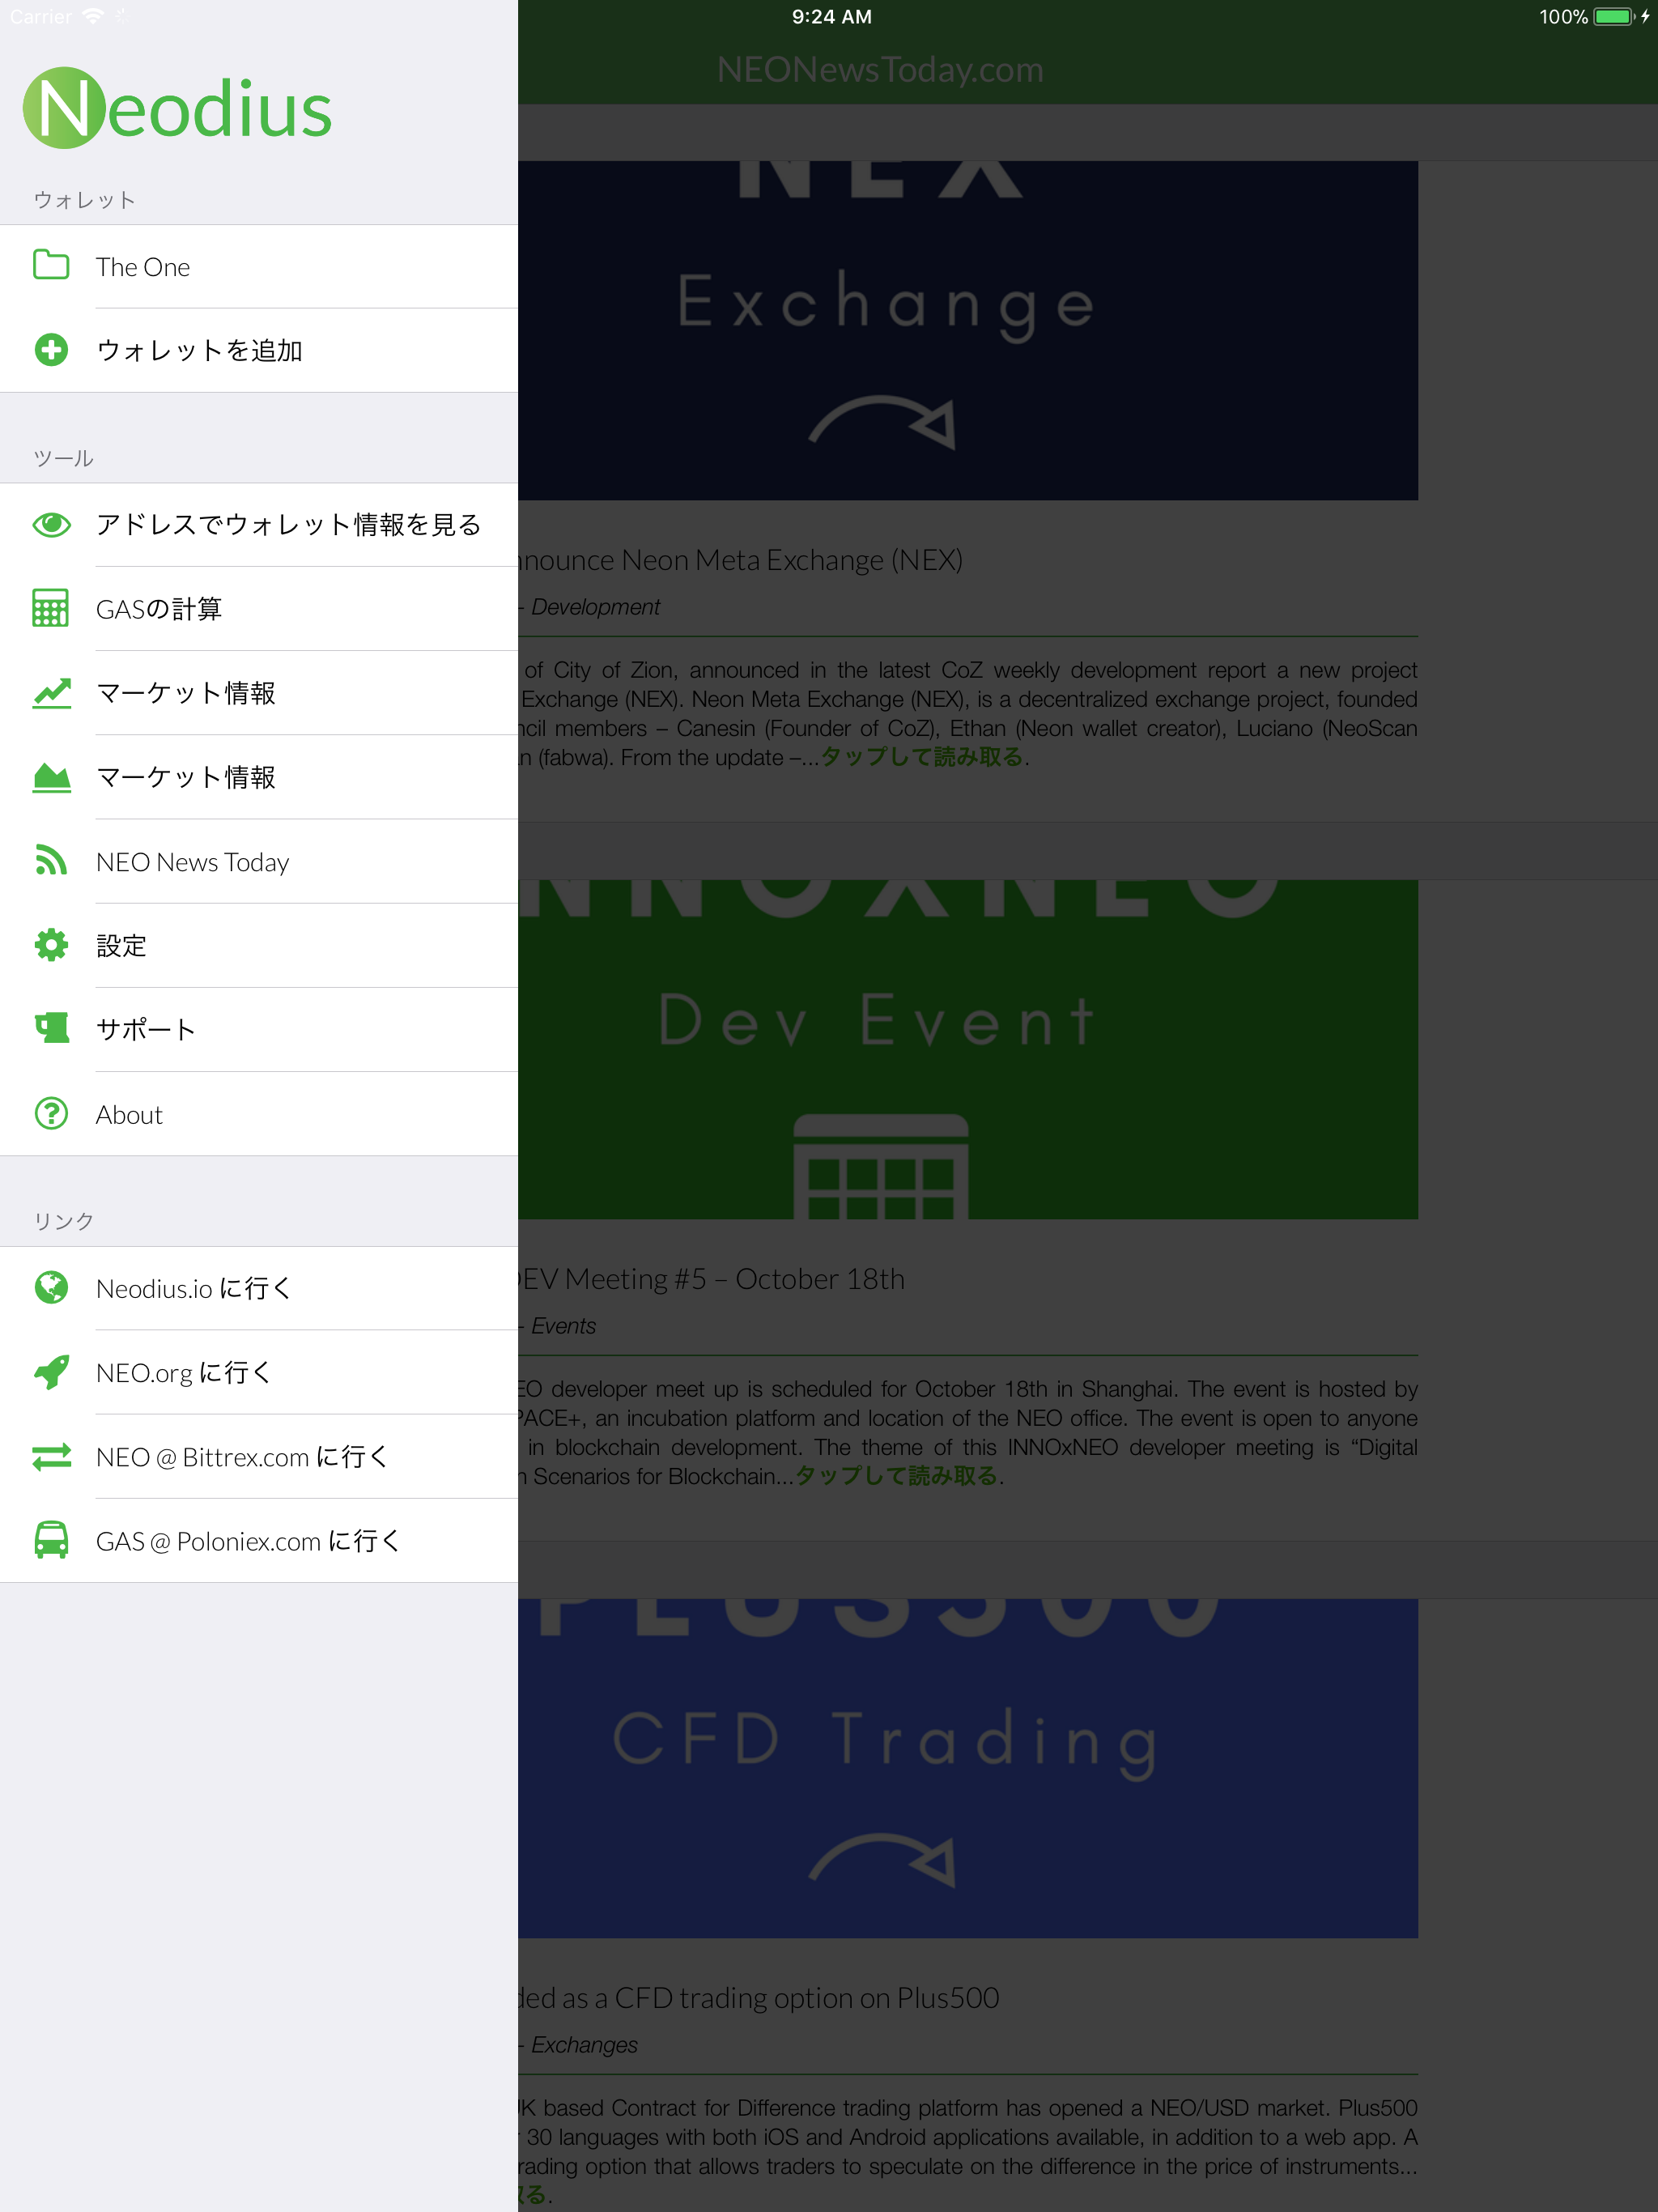 Carrier
9:24 AM
100%
Neodius
ウォレット
The One
ウォレットを追加
ツール
アドレスでウォレット情報を見る
GASの計算
マーケット情報
マーケット情報
NEO News Today
設定
サポート
About
リンク
Neodius.io に行く
NEO.org に行く
NEO @ Bittrex.com に行く
GAS @ Poloniex.com に行く
NEONewsToday.com
NEX
Exchange
Announce Neon Meta Exchange (NEX)
- Development
of City of Zion, announced in the latest CoZ weekly development report a new project
Exchange (NEX). Neon Meta Exchange (NEX), is a decentralized exchange project, founded
members – Canesin (Founder of CoZ), Ethan (Neon wallet creator), Luciano (NeoScan
(fabwa). From the update –...タップして読み取る.
INNOXNEO
Dev Event
DEV Meeting #5 – October 18th
- Events
NEO developer meet up is scheduled for October 18th in Shanghai. The event is hosted by
SPACE+, an incubation platform and location of the NEO office. The event is open to anyone
in blockchain development. The theme of this INNOxNEO developer meeting is “Digital
Scenarios for Blockchain...タップして読み取る.
PLUS500
CFD Trading
added as a CFD trading option on Plus500
- Exchanges
UK based Contract for Difference trading platform has opened a NEO/USD market. Plus500
30 languages with both iOS and Android applications available, in addition to a web app. A
trading option that allows traders to speculate on the difference in the price of instruments...
取る.